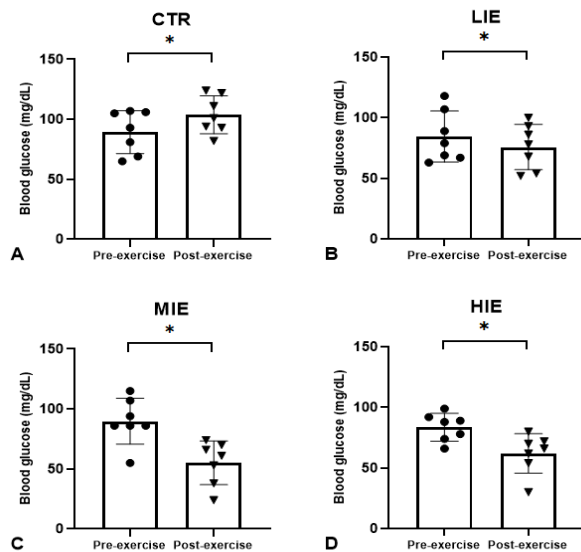 CTR
*
Blood glucose (mg/dL)
150
100
50
0
Pre-exercise Post-exercise
A
LIE
*
Blood glucose (mg/dL)
150
100
50
0
Pre-exercise Post-exercise
B
MIE
*
Blood glucose (mg/dL)
150
100
50
0
Pre-exercise Post-exercise
C
HIE
*
Blood glucose (mg/dL)
150
100
50
0
Pre-exercise Post-exercise
D